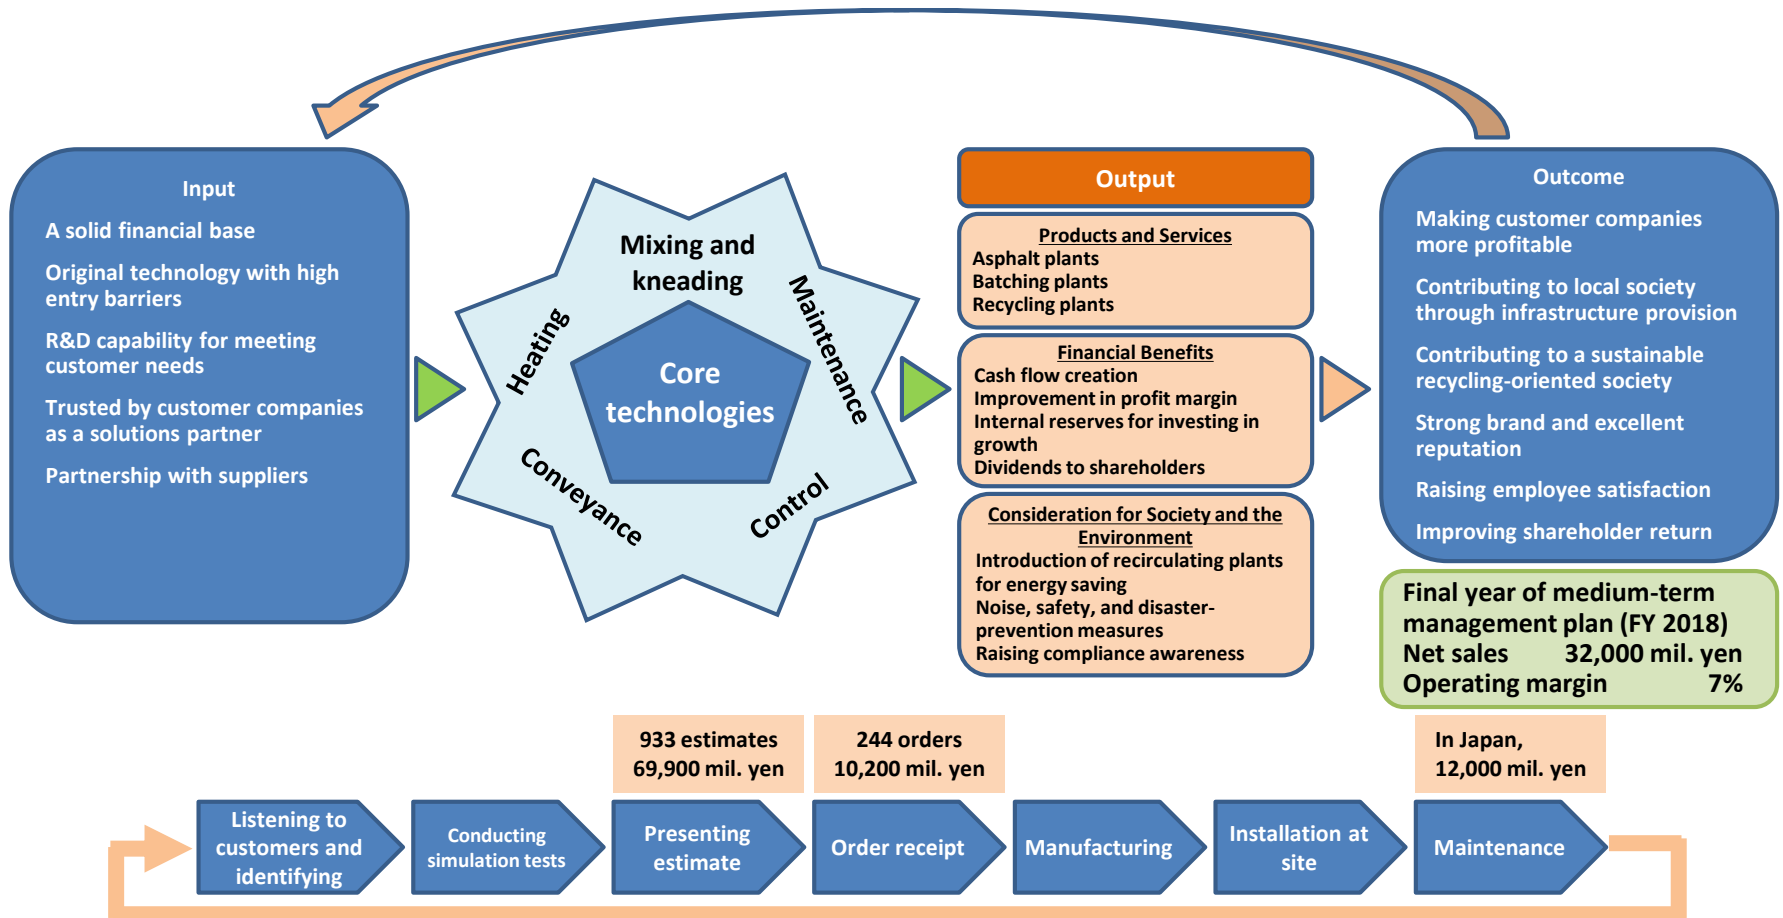 Input
A solid financial base
Original technology with high
entry barriers
R&D capability for meeting
customer needs
Trusted by customer companies
as a solutions partner
Partnership with suppliers
Mixing and
kneading
Heating
Maintenance
Core
technologies
Conveyance
Control
Output
Products and Services
Asphalt plants
Batching plants
Recycling plants
Financial Benefits
Cash flow creation
Improvement in profit margin
Internal reserves for investing in
growth
Dividends to shareholders
Consideration for Society and the
Environment
Introduction of recirculating plants
for energy saving
Noise, safety, and disaster-
prevention measures
Raising compliance awareness
Outcome
Making customer companies
more profitable
Contributing to local society
through infrastructure provision
Contributing to a sustainable
recycling-oriented society
Strong brand and excellent
reputation
Raising employee satisfaction
Improving shareholder return
Final year of medium-term
management plan (FY 2018)
Net sales 32,000 mil. yen
Operating margin 7%
933 estimates
69,900 mil. yen
244 orders
10,200 mil. yen
In Japan,
12,000 mil. yen
Listening to
customers and
identifying
Conducting
simulation tests
Presenting
estimate
Order receipt
Manufacturing
Installation at
site
Maintenance